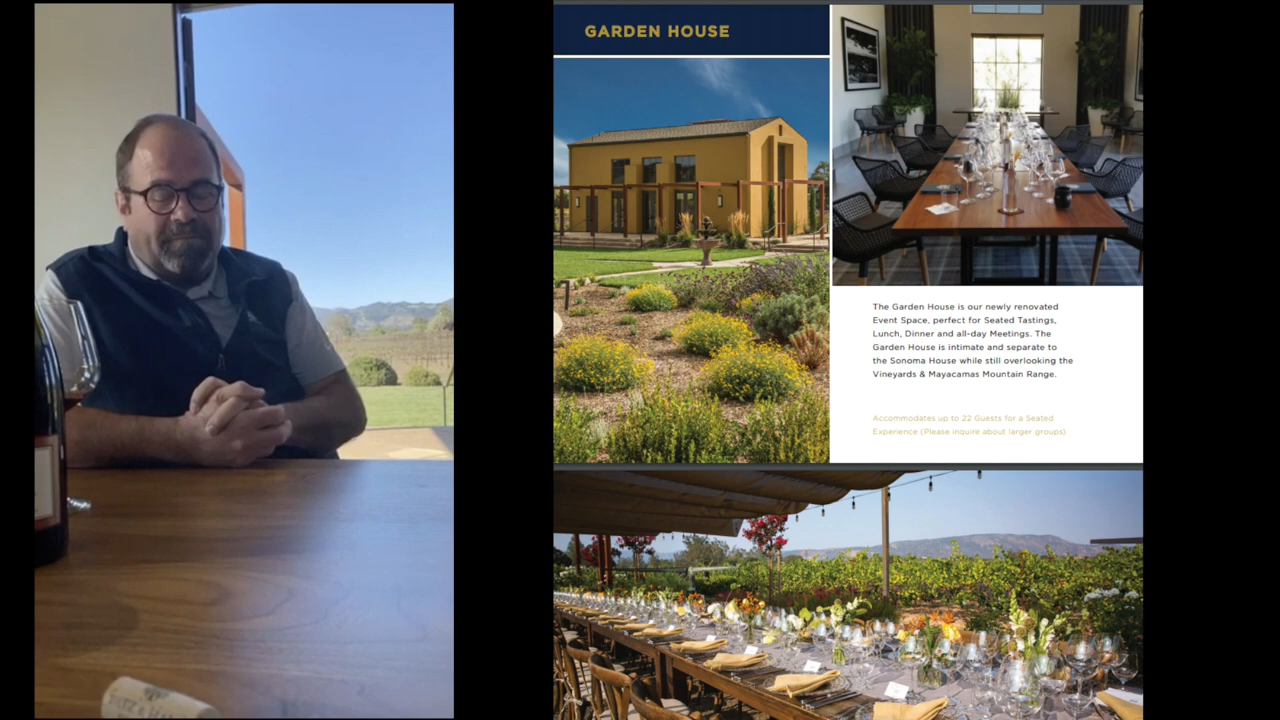 GARDEN HOUSE
The Garden House is our newly renovated
Event Space, perfect for Seated Tastings,
Lunch, Dinner and all-day Meetings. The
Garden House is intimate and separate to
the Sonoma House while still overlooking the
Vineyards & Mayacamas Mountain Range.
Accommodates up to 22 Guests for a Seated
Experience (Please inquire about larger groups)